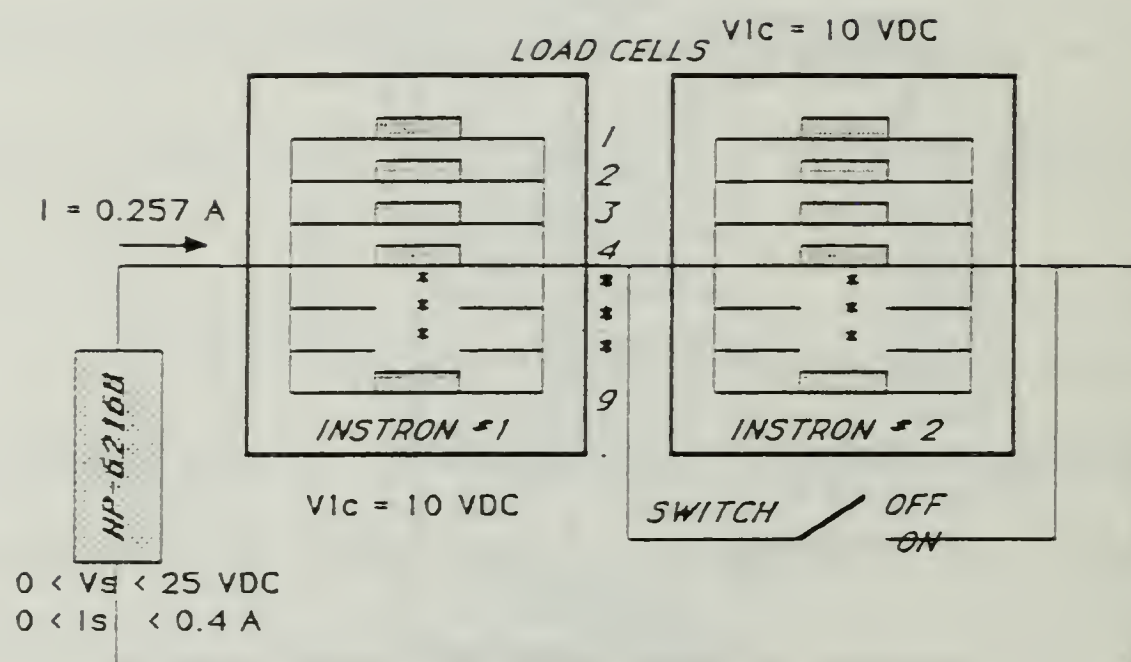 V1c = 10 VDC
LOAD CELLS
1
2
I = 0.257 A
3
4
*
*
*
*
*
*
*
*
*
9
INSTRON #1
INSTRON # 2
V1c = 10 VDC
SWITCH
OFF
ON
HP-6216U
0 < Vs < 25 VDC
0 < Is < 0.4 A